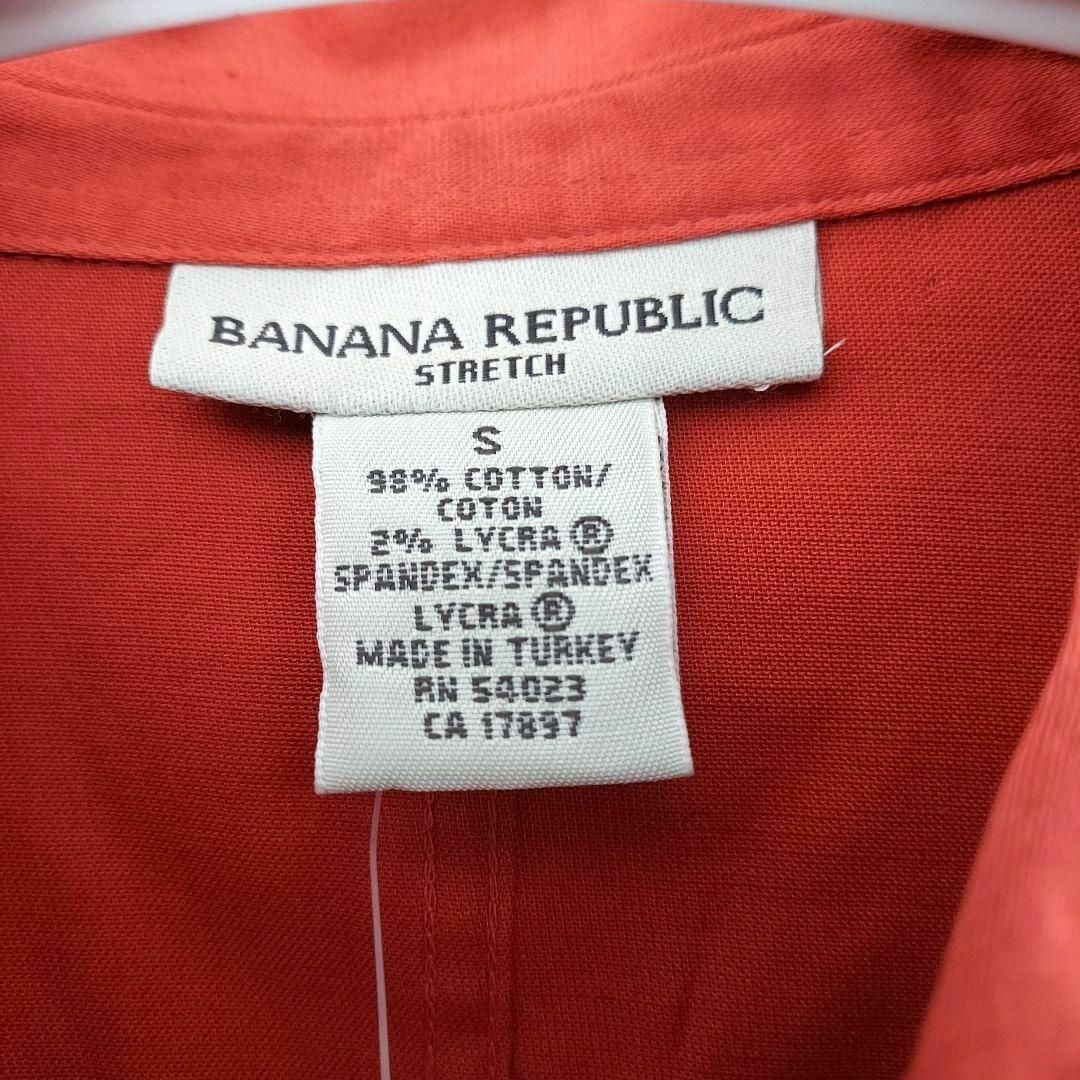 BANANA REPUBLIC
STRETCH
S
98% COTTON/
COTON
2% LYCRA ®
SPANDEX/SPANDEX
LYCRA ®
MADE IN TURKEY
RN 54023
CA 17897